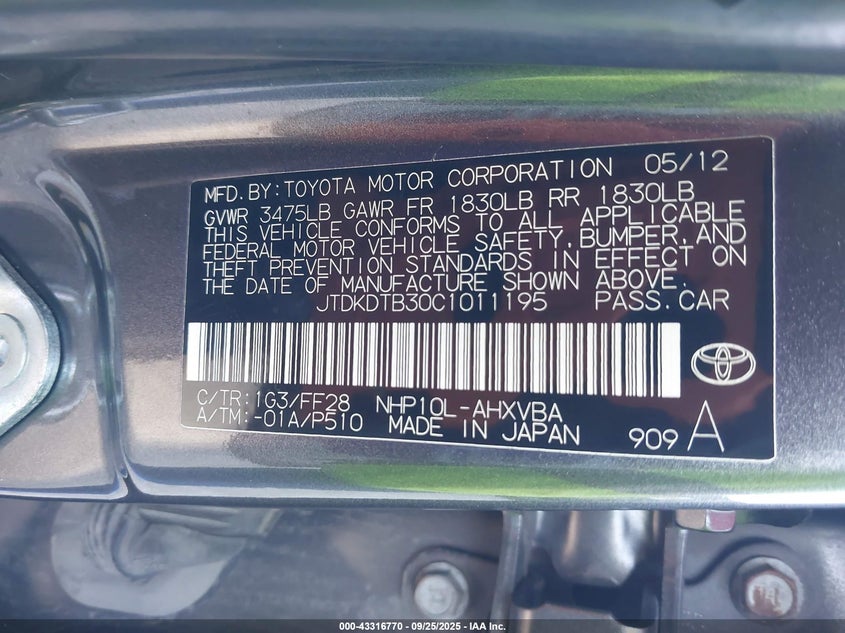 MFD. BY: TOYOTA MOTOR CORPORATION 05/12
GVWR 3475LB GAWR FR 1830LB RR 1830LB
THIS VEHICLE CONFORMS TO ALL APPLICABLE
FEDERAL MOTOR VEHICLE SAFETY, BUMPER, AND
THEFT PREVENTION STANDARDS IN EFFECT ON
THE DATE OF MANUFACTURE SHOWN ABOVE.
JTDKDTB30C1011195 PASS. CAR
C/TR: 1G3/FF28 NHP10L-AHXVBA
A/TM: -01A/P510 MADE IN JAPAN 909 A
000-43316770 - 09/25/2025 - IAA Inc.